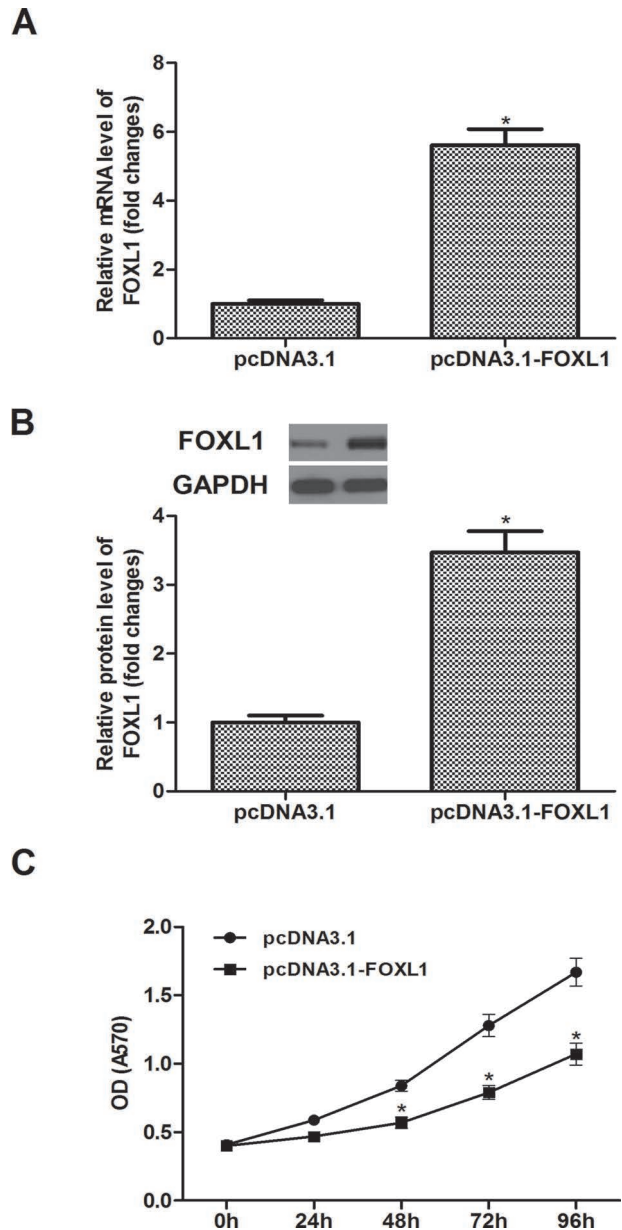 A
Relative mRNA level of
FOXL1 (fold changes)
8
6
4
2
0
*
pcDNA3.1
pcDNA3.1-FOXL1
B
FOXL1
GAPDH
Relative protein level of
FOXL1 (fold changes)
4
3
2
1
0
*
pcDNA3.1
pcDNA3.1-FOXL1
C
OD (A570)
2.0
1.5
1.0
0.5
0.0
pcDNA3.1
pcDNA3.1-FOXL1
*
*
*
0h
24h
48h
72h
96h